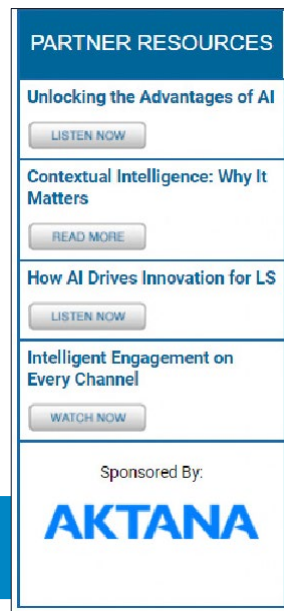 PARTNER RESOURCES
Unlocking the Advantages of AI
LISTEN NOW
Contextual Intelligence: Why It
Matters
READ MORE
How AI Drives Innovation for LS
LISTEN NOW
Intelligent Engagement on
Every Channel
WATCH NOW
Sponsored By:
AKTANA